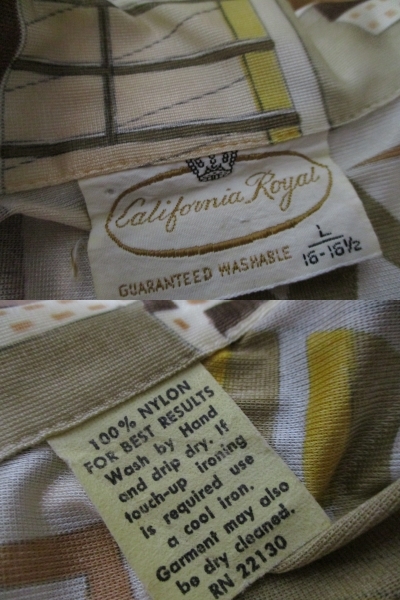 California Royal
GUARANTEED WASHABLE
L
16-16½
100% NYLON
FOR BEST RESULTS
Wash by Hand
and drip dry. If
touch-up ironing
is required use
a cool iron.
Garment may also
be dry cleaned.
RN 22130